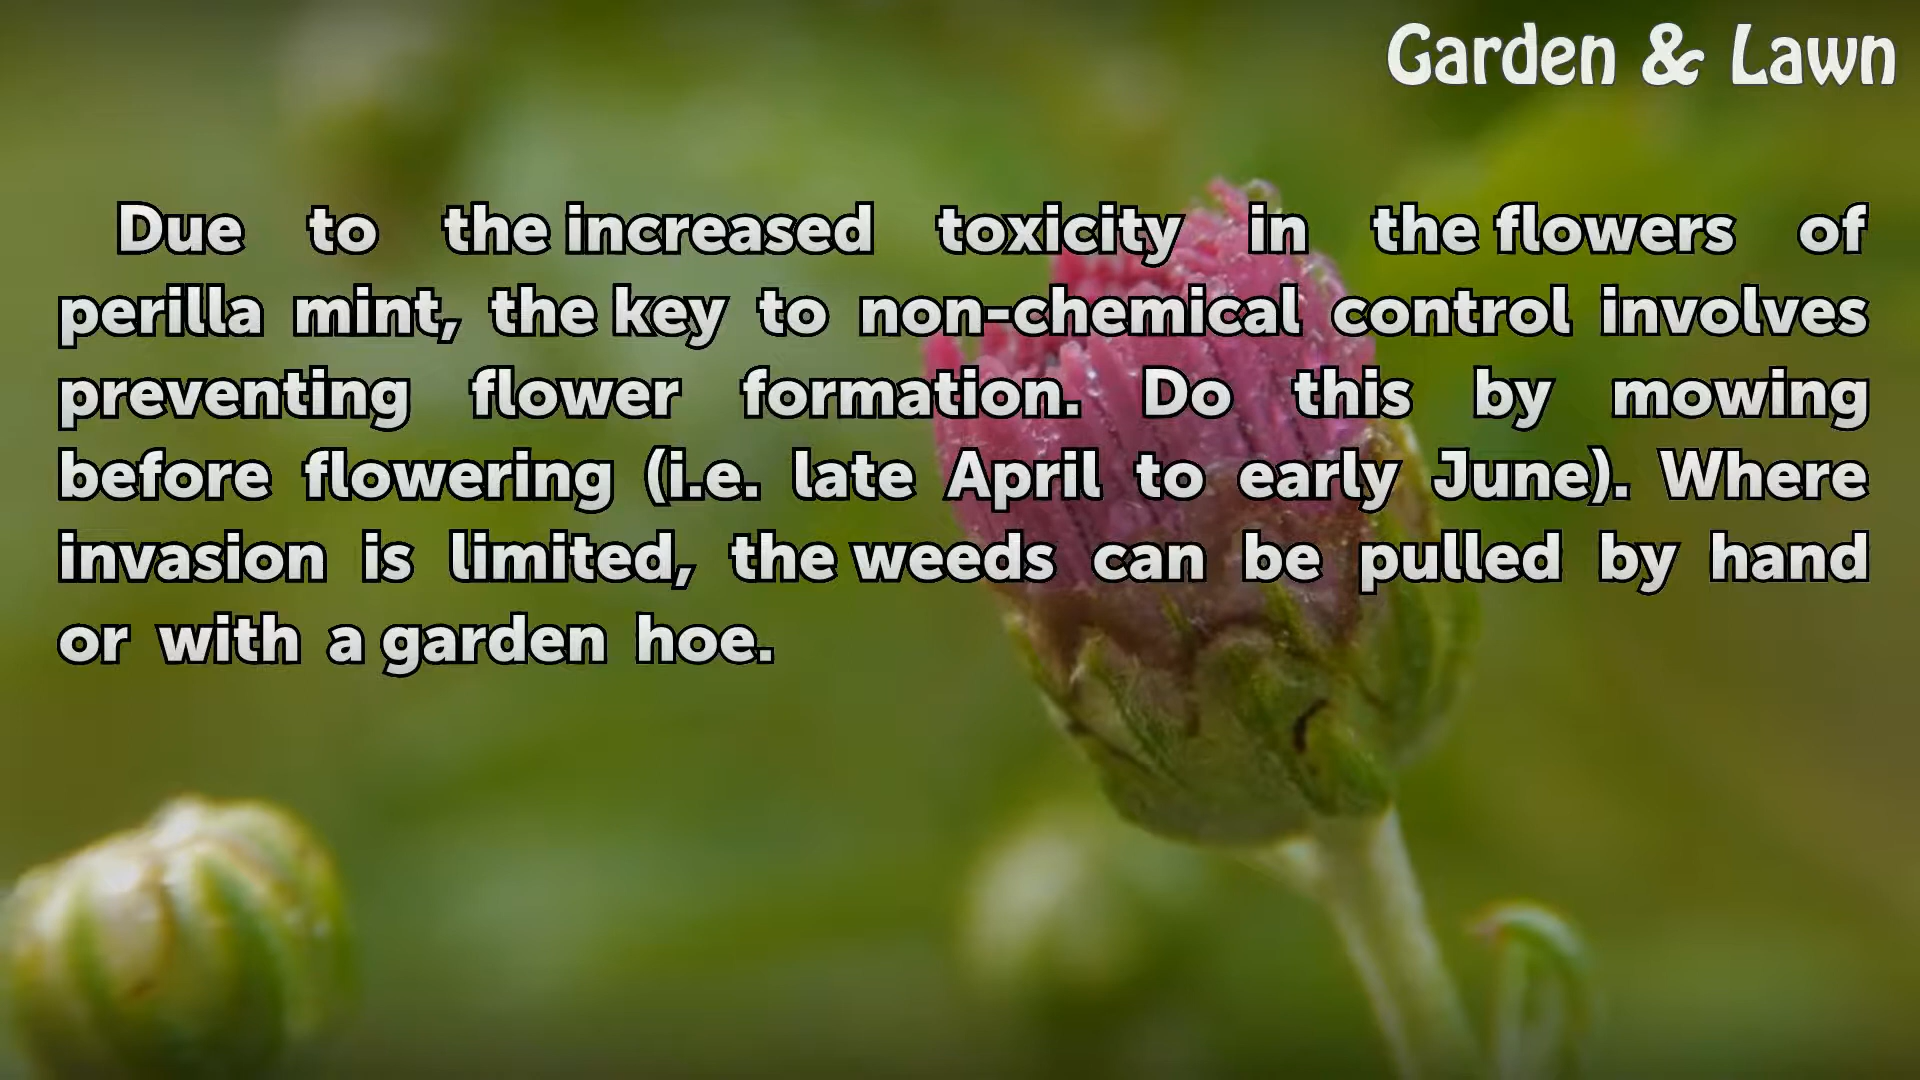 Garden & Lawn
Due to the increased toxicity in the flowers of
perilla mint, the key to non-chemical control involves
preventing flower formation. Do this by mowing
before flowering (i.e. late April to early June). Where
invasion is limited, the weeds can be pulled by hand
or with a garden hoe.